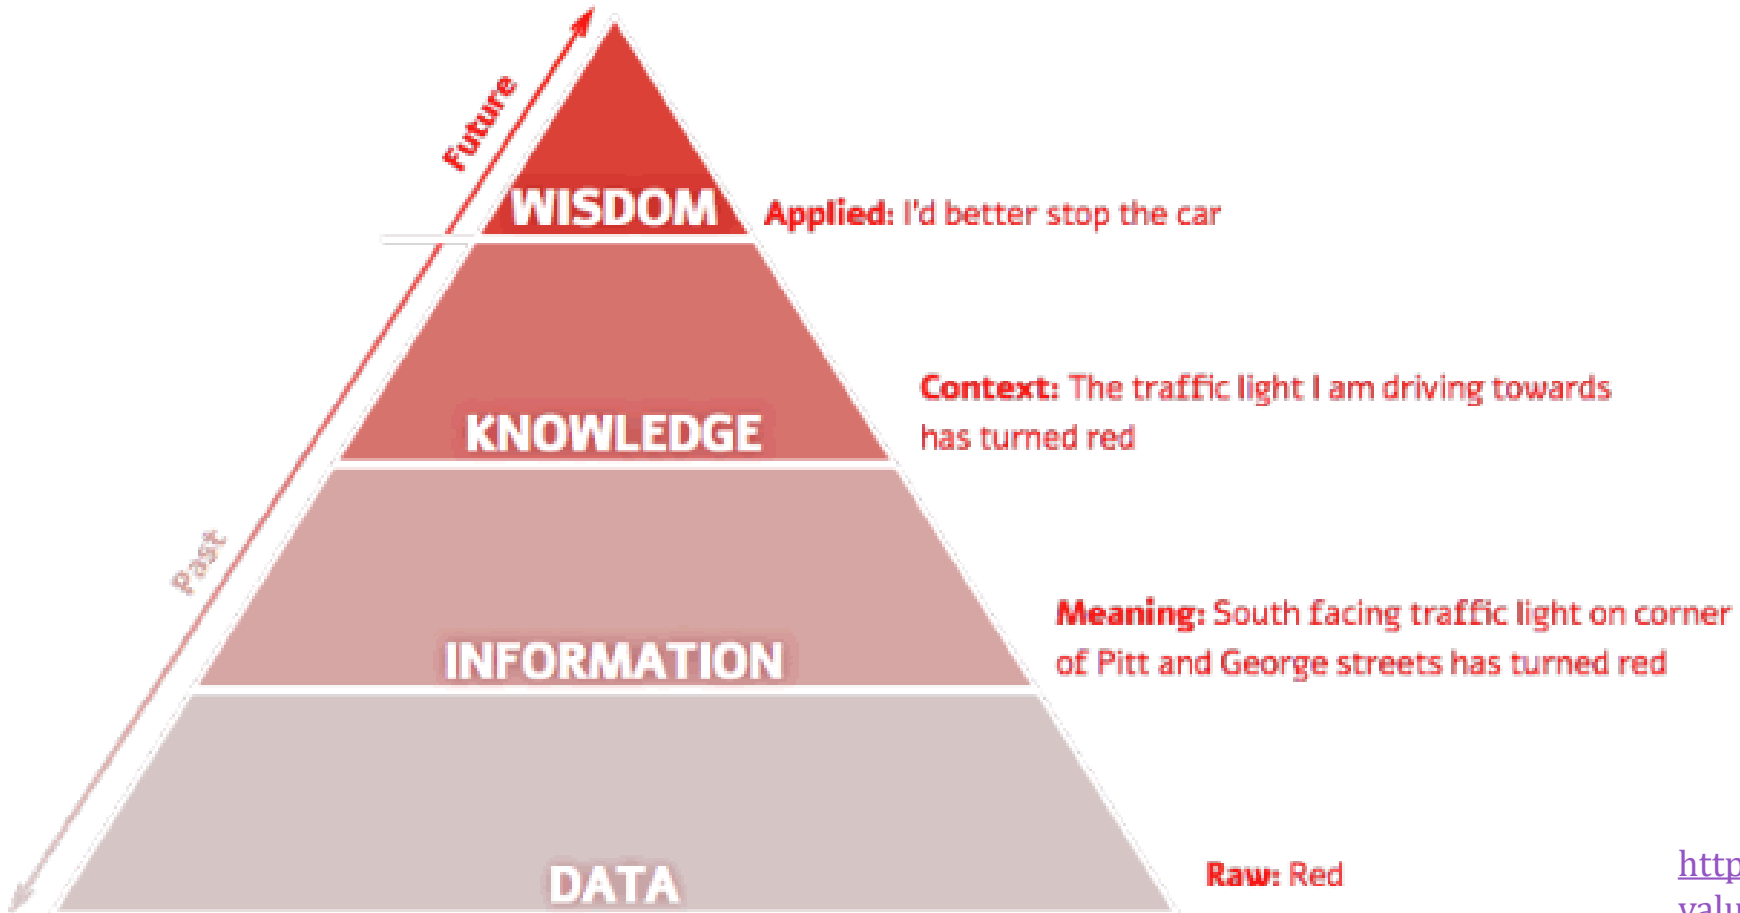 Future
WISDOM
Applied: I'd better stop the car
Context: The traffic light I am driving towards
has turned red
KNOWLEDGE
Past
Meaning: South facing traffic light on corner
of Pitt and George streets has turned red
INFORMATION
DATA
Raw: Red
http
valu